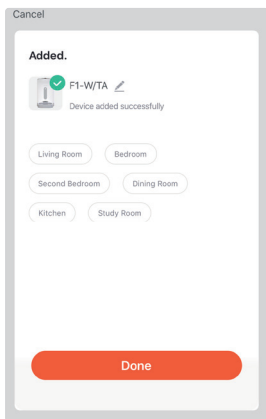 Cancel
Added.
F1-W/TA
Device added successfully
Living Room
Bedroom
Second Bedroom
Dining Room
Kitchen
Study Room
Done